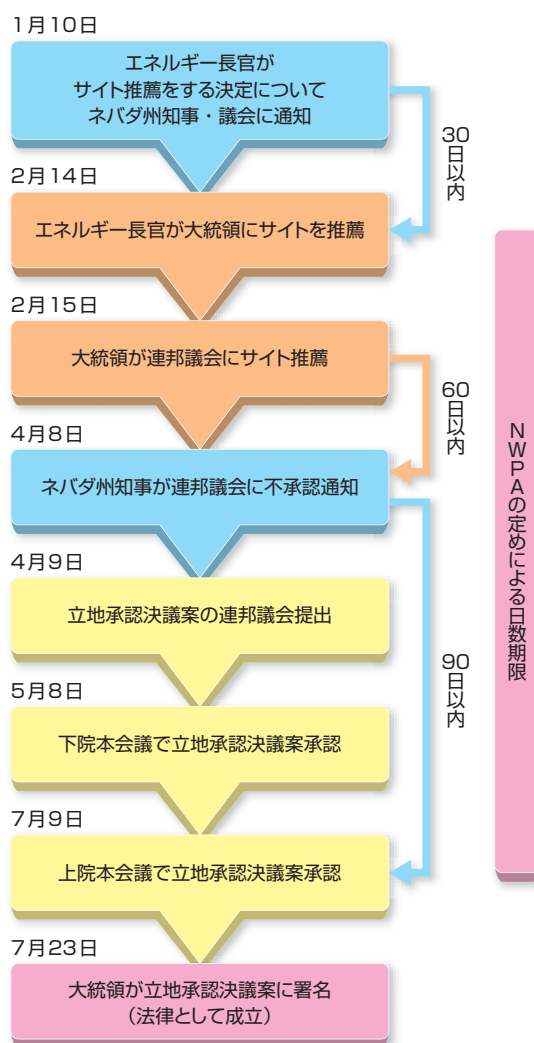 1月10日
エネルギー長官が
サイト推薦をする決定について
ネバダ州知事・議会に通知
30日以内
2月14日
エネルギー長官が大統領にサイトを推薦
2月15日
大統領が連邦議会にサイト推薦
60日以内
4月8日
ネバダ州知事が連邦議会に不承認通知
4月9日
立地承認決議案の連邦議会提出
90日以内
5月8日
下院本会議で立地承認決議案承認
7月9日
上院本会議で立地承認決議案承認
7月23日
大統領が立地承認決議案に署名
(法律として成立)
NWPAの定めによる日数期限